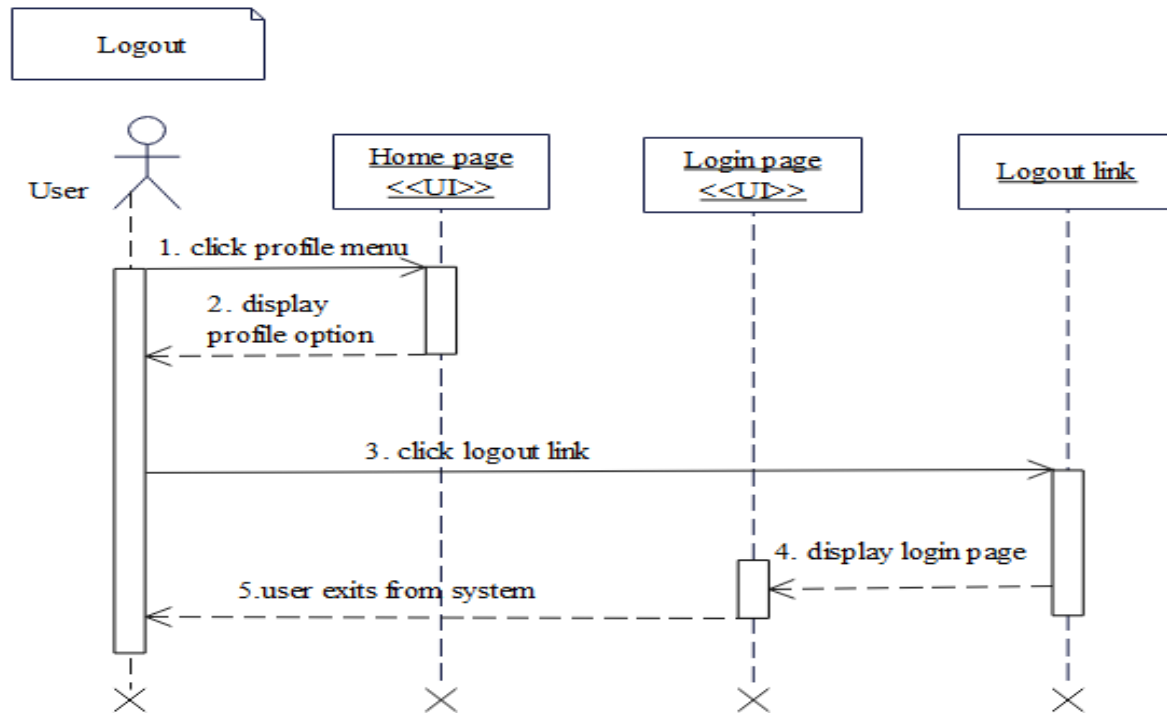 Logout
User
Home page
<<UI>>
Login page
<<UI>>
Logout link
1. click profile menu
2. display
profile option
3. click logout link
4. display login page
5.user exits from system